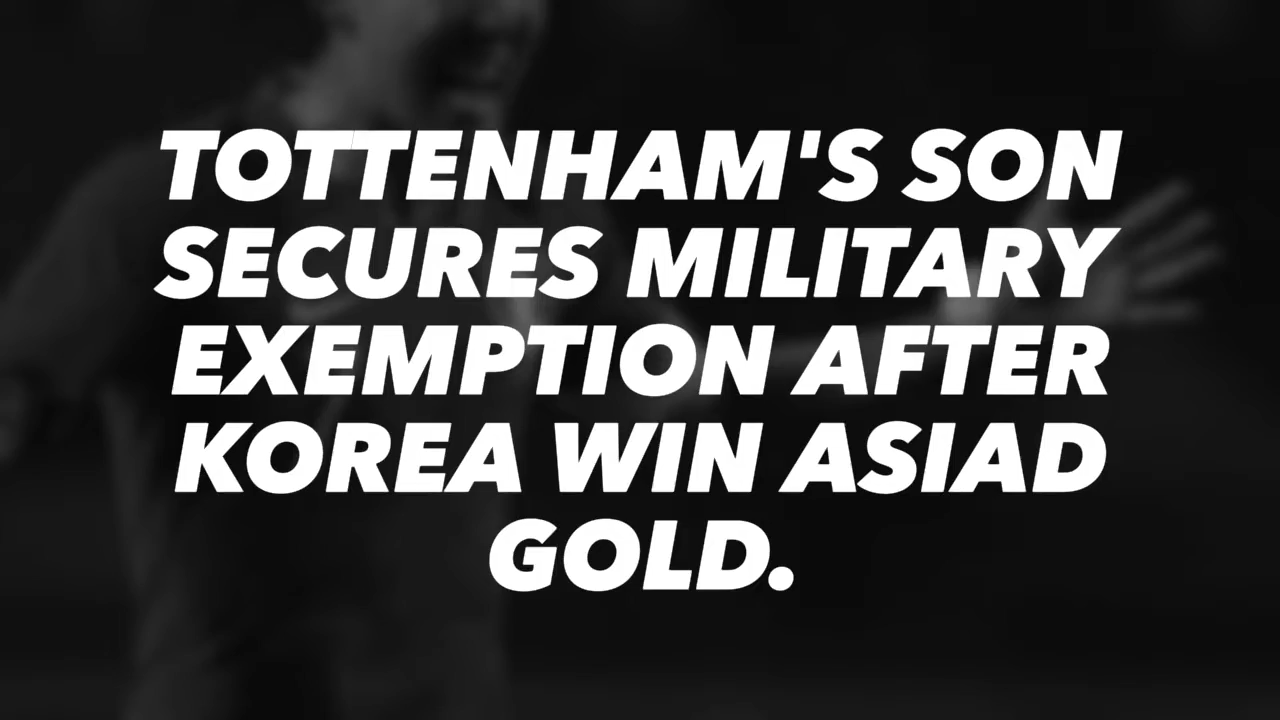 TOTTENHAM'S SON
SECURES MILITARY
EXEMPTION AFTER
KOREA WIN ASIAD
GOLD.